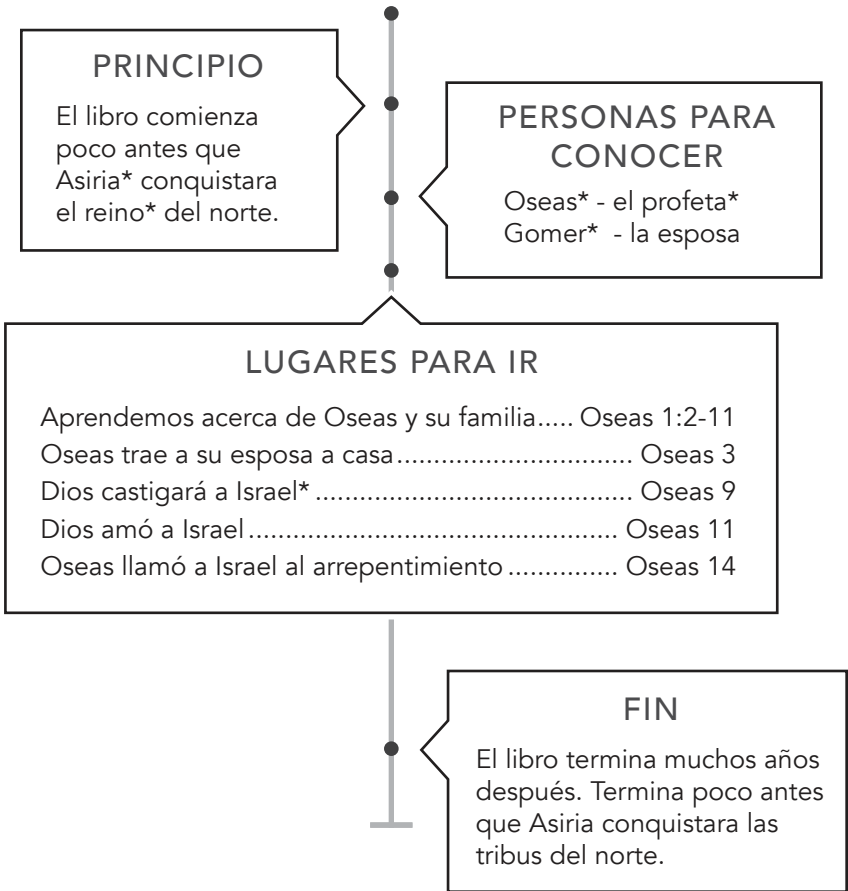 PRINCIPIO
El libro comienza
poco antes que
Asiria* conquistara
el reino* del norte.
PERSONAS PARA
CONOCER
Oseas* - el profeta*
Gomer*  - la esposa
LUGARES PARA IR
Aprendemos acerca de Oseas y su familia..... Oseas 1:2-11
Oseas trae a su esposa a casa.................................. Oseas 3
Dios castigará a Israel* .............................................. Oseas 9
Dios amó a Israel...................................................... Oseas 11
Oseas llamó a Israel al arrepentimiento ................ Oseas 14
FIN
El libro termina muchos años
después. Termina poco antes
que Asiria conquistara las
tribus del norte.